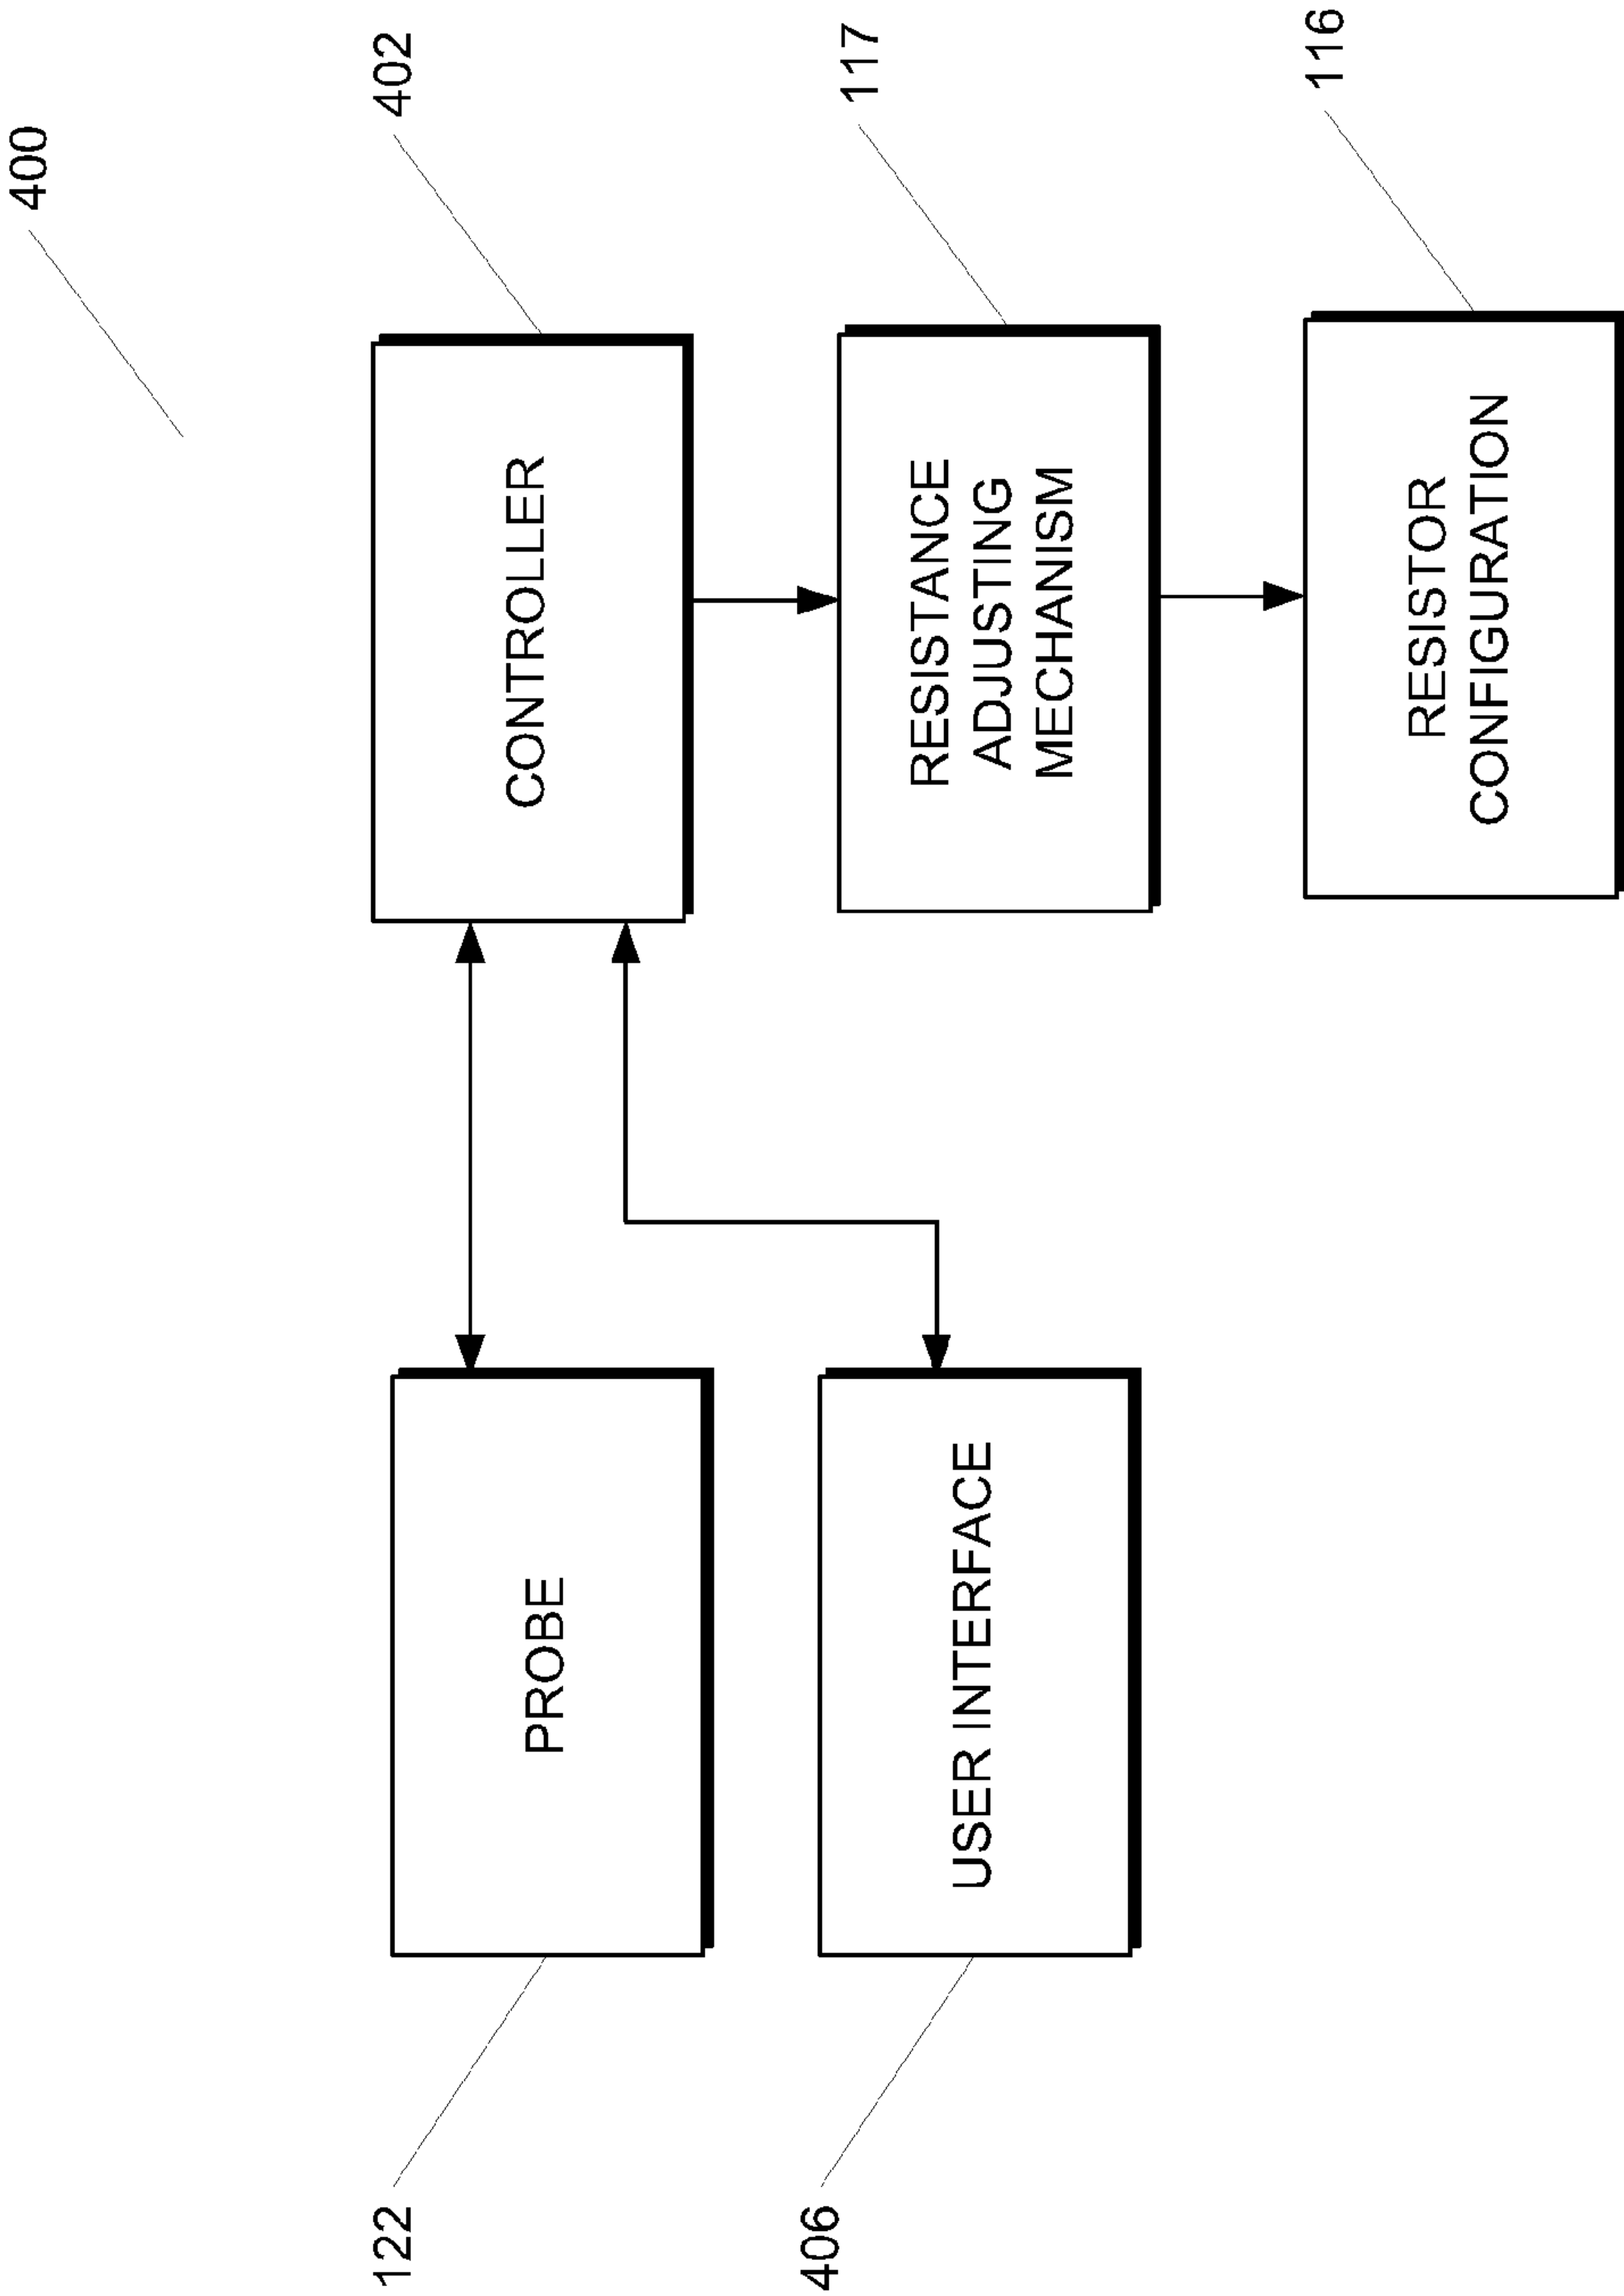 400
122
PROBE
CONTROLLER
402
406
USER INTERFACE
RESISTANCE
ADJUSTING
MECHANISM
117
RESISTOR
CONFIGURATION
116